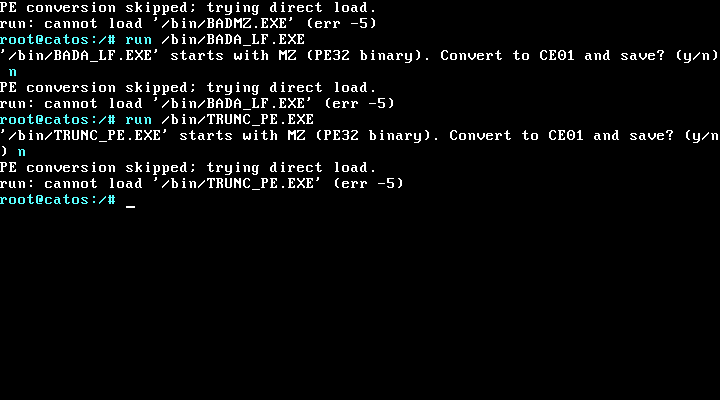 PE conversion skipped; trying direct load.
run: cannot load '/bin/BADMZ.EXE' (err -5)
root@catos:/# run /bin/BADA_LF.EXE
'/bin/BADA_LF.EXE' starts with MZ (PE32 binary). Convert to CE01 and save? (y/n)
 n
PE conversion skipped; trying direct load.
run: cannot load '/bin/BADA_LF.EXE' (err -5)
root@catos:/# run /bin/TRUNC_PE.EXE
'/bin/TRUNC_PE.EXE' starts with MZ (PE32 binary). Convert to CE01 and save? (y/n
) n
PE conversion skipped; trying direct load.
run: cannot load '/bin/TRUNC_PE.EXE' (err -5)
root@catos:/# _